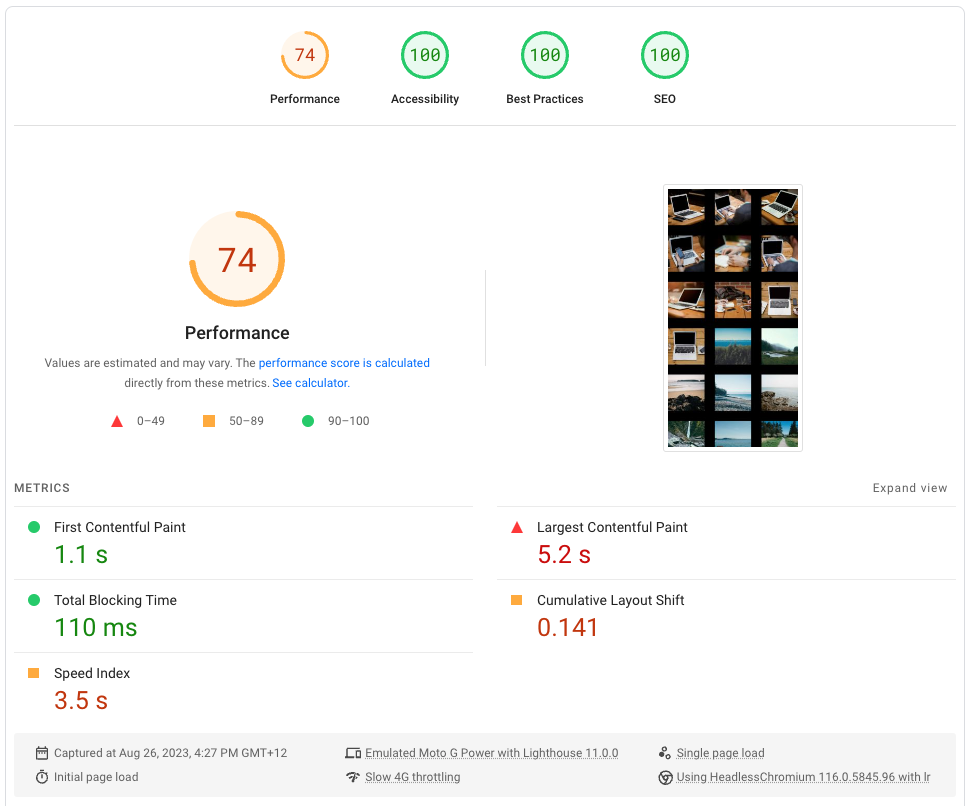 74
100
100
100
Performance
Accessibility
Best Practices
SEO
74
Performance
Values are estimated and may vary. The performance score is calculated
directly from these metrics. See calculator.
0–49
50–89
90–100
METRICS
Expand view
First Contentful Paint
1.1 s
Largest Contentful Paint
5.2 s
Total Blocking Time
110 ms
Cumulative Layout Shift
0.141
Speed Index
3.5 s
Captured at Aug 26, 2023, 4:27 PM GMT+12
Emulated Moto G Power with Lighthouse 11.0.0
Single page load
Initial page load
Slow 4G throttling
Using HeadlessChromium 116.0.5845.96 with lr